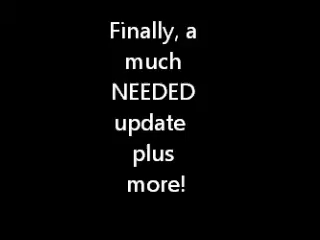 Finally, a
much
NEEDED
update
plus
more!